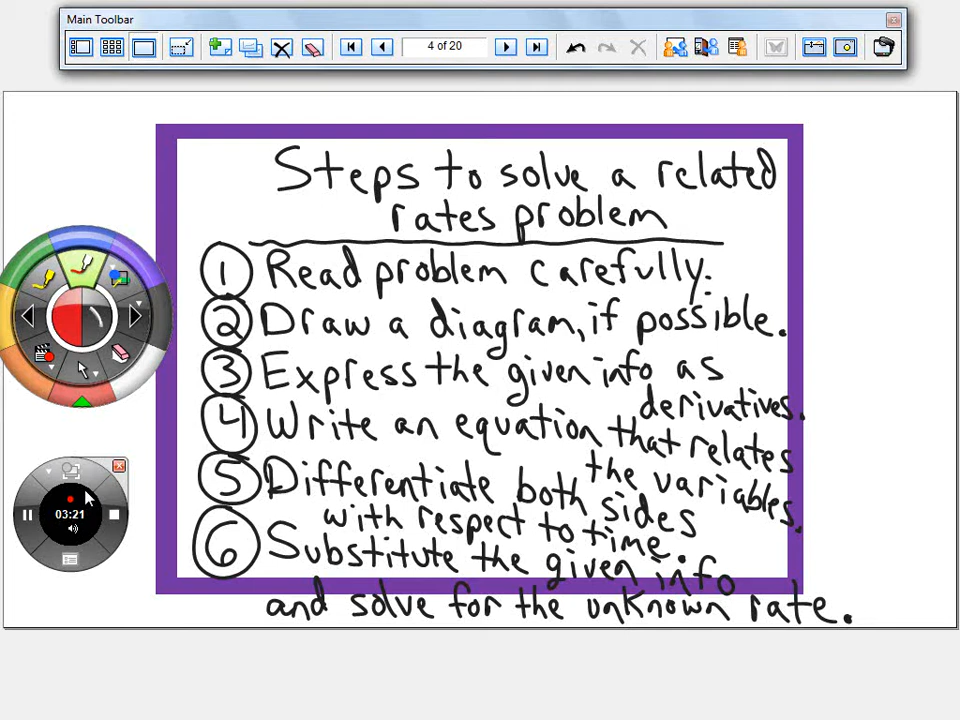 Main Toolbar
4 of 20
Steps to solve a related
rates problem
1 Read problem carefully.
2 Draw a diagram, if possible.
3 Express the given info as
derivatives.
4 Write an equation that relates
the variables.
5 Differentiate both sides
with respect to time.
6 Substitute the given info
and solve for the unknown rate.
03:21